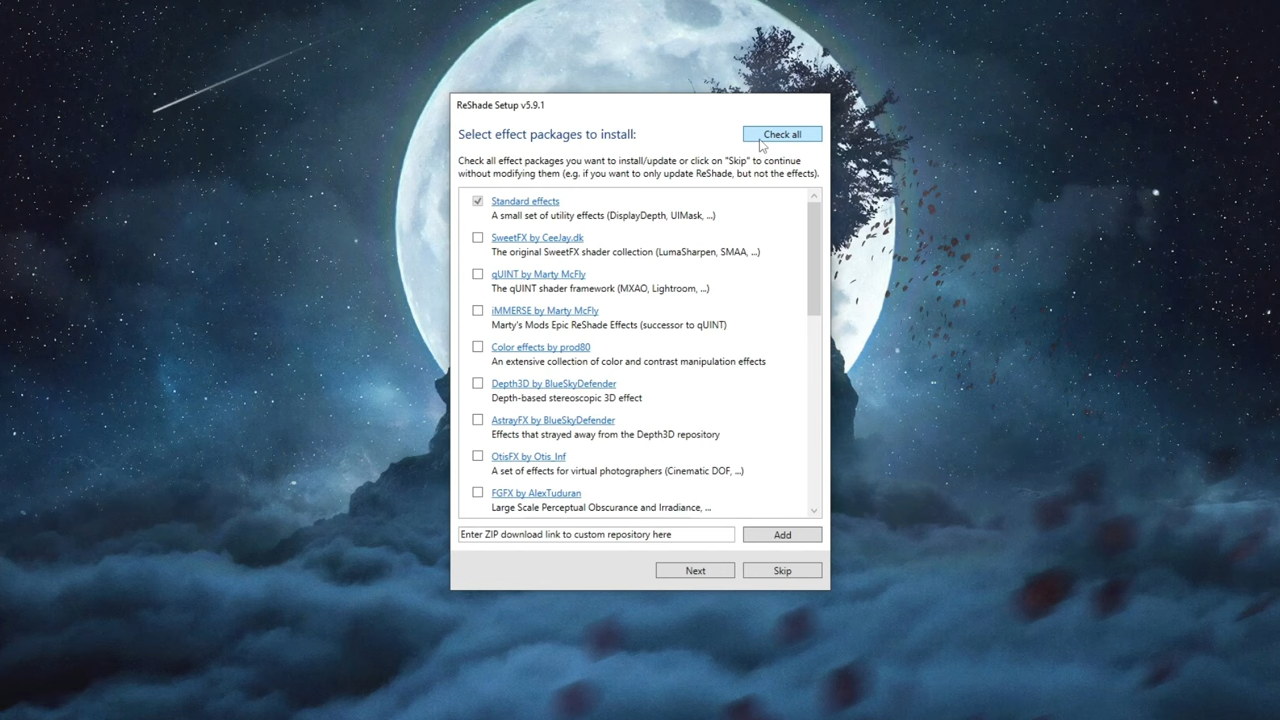 ReShade Setup v5.9.1
Select effect packages to install:
Check all
Check all effect packages you want to install/update or click on "Skip" to continue
without modifying them (e.g. if you want to only update ReShade, but not the effects).
Standard effects
A small set of utility effects (DisplayDepth, UIMask, ...)
SweetFX by CeeJay.dk
The original SweetFX shader collection (LumaSharpen, SMAA, ...)
qUINT by Marty McFly
The qUINT shader framework (MXAO, Lightroom, ...)
iMMERSE by Marty McFly
Marty's Mods Epic ReShade Effects (successor to qUINT)
Color effects by prod80
An extensive collection of color and contrast manipulation effects
Depth3D by BlueSkyDefender
Depth-based stereoscopic 3D effect
AstrayFX by BlueSkyDefender
Effects that strayed away from the Depth3D repository
OtisFX by Otis_Inf
A set of effects for virtual photographers (Cinematic DOF, ...)
FGFX by AlexTuduran
Large Scale Perceptual Obscurance and Irradiance, ...
Enter ZIP download link to custom repository here
Add
Next
Skip